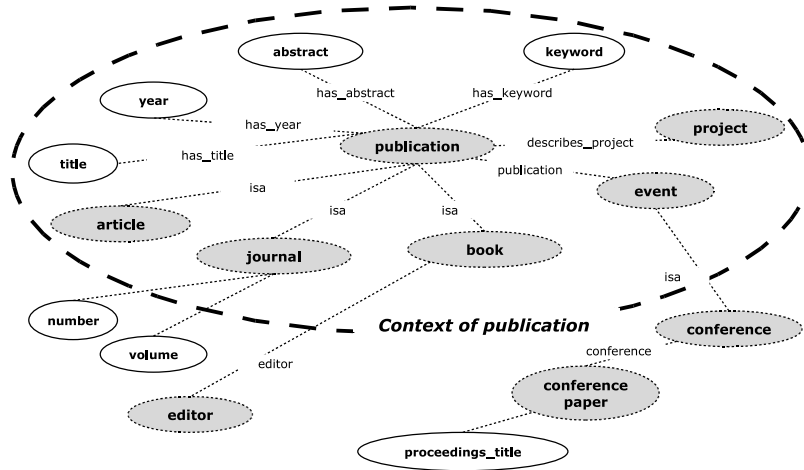 abstract
keyword
year
has_abstract
has_keyword
has_year
project
publication
describes_project
title
has_title
publication
event
isa
article
isa
isa
journal
book
isa
number
Context of publication
conference
volume
editor
conference
editor
conference
paper
proceedings_title